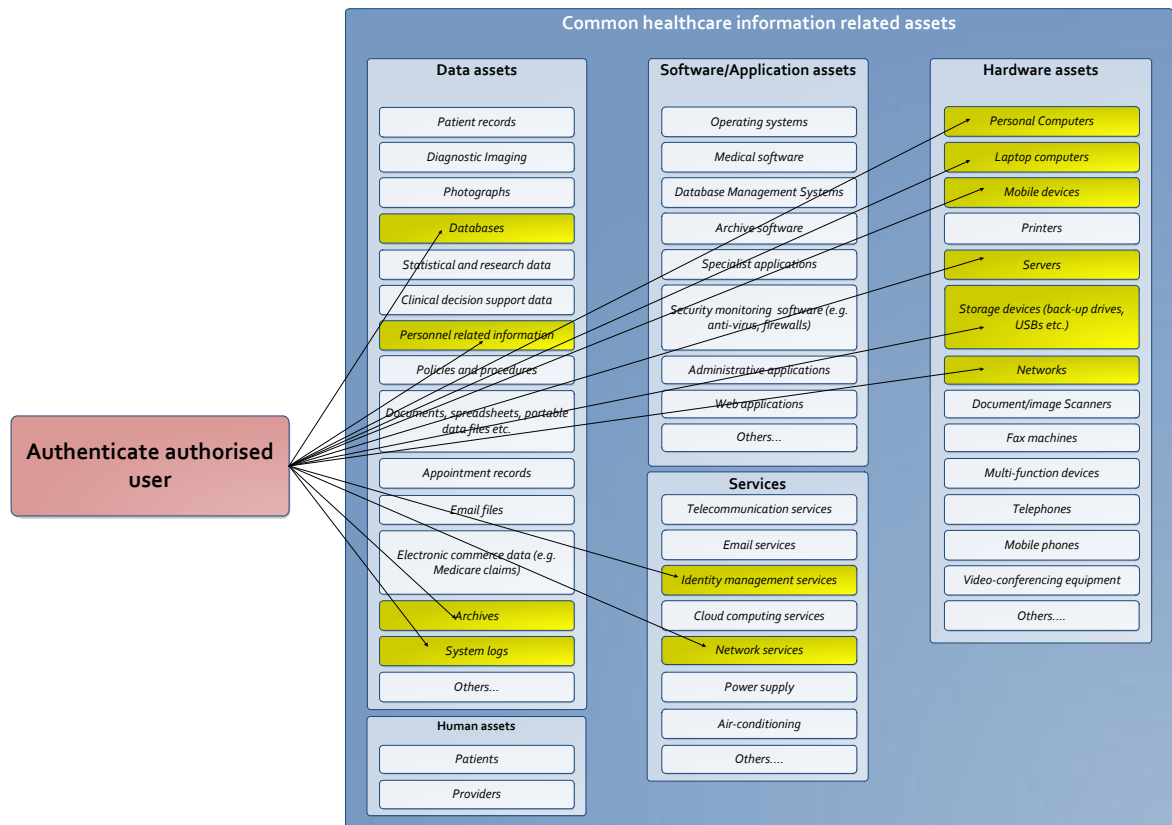 Common healthcare information related assets
Authenticate authorised
user
Data assets
Patient records
Diagnostic Imaging
Photographs
Databases
Statistical and research data
Clinical decision support data
Personnel related information
Policies and procedures
Documents, spreadsheets, portable
data files etc.
Appointment records
Email files
Electronic commerce data (e.g.
Medicare claims)
Archives
System logs
Others...
Human assets
Patients
Providers
Software/Application assets
Operating systems
Medical software
Database Management Systems
Archive software
Specialist applications
Security monitoring software (e.g.
anti-virus, firewalls)
Administrative applications
Web applications
Others...
Services
Telecommunication services
Email services
Identity management services
Cloud computing services
Network services
Power supply
Air-conditioning
Others....
Hardware assets
Personal Computers
Laptop computers
Mobile devices
Printers
Servers
Storage devices (back-up drives,
USBs etc.)
Networks
Document/image Scanners
Fax machines
Multi-function devices
Telephones
Mobile phones
Video-conferencing equipment
Others....